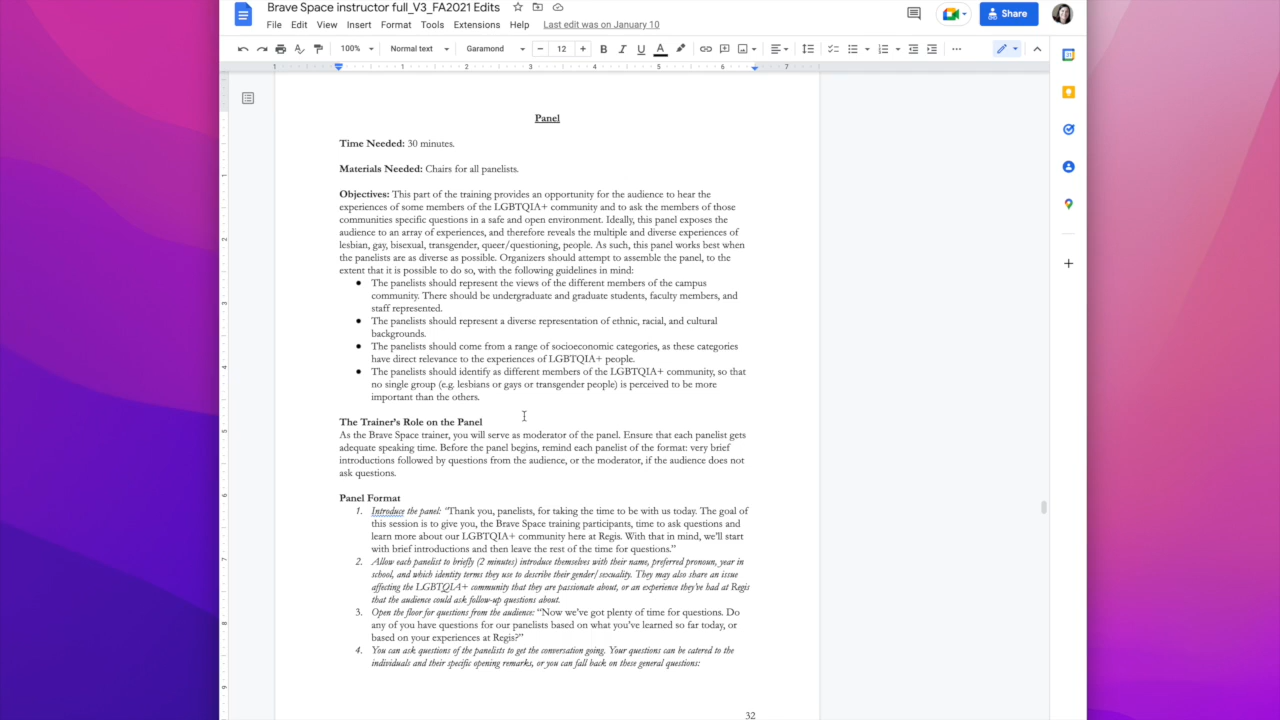 Brave Space instructor full_V3_FA2021 Edits
File Edit View Insert Format Tools Extensions Help Last edit was on January 10
Share
100% Normal text Garamond 12 B I U A
1 1 2 3 4 5 6 7
Panel
Time Needed: 30 minutes.
Materials Needed: Chairs for all panelists.
Objectives: This part of the training provides an opportunity for the audience to hear the
experiences of some members of the LGBTQIA+ community and to ask the members of those
communities specific questions in a safe and open environment. Ideally, this panel exposes the
audience to an array of experiences, and therefore reveals the multiple and diverse experiences of
lesbian, gay, bisexual, transgender, queer/questioning, people. As such, this panel works best when
the panelists are as diverse as possible. Organizers should attempt to assemble the panel, to the
extent that it is possible to do so, with the following guidelines in mind:
● The panelists should represent the views of the different members of the campus
community. There should be undergraduate and graduate students, faculty members, and
staff represented.
● The panelists should represent a diverse representation of ethnic, racial, and cultural
backgrounds.
● The panelists should come from a range of socioeconomic categories, as these categories
have direct relevance to the experiences of LGBTQIA+ people.
● The panelists should identify as different members of the LGBTQIA+ community, so that
no single group (e.g. lesbians or gays or transgender people) is perceived to be more
important than the others.
The Trainer's Role on the Panel
As the Brave Space trainer, you will serve as moderator of the panel. Ensure that each panelist gets
adequate speaking time. Before the panel begins, remind each panelist of the format: very brief
introductions followed by questions from the audience, or the moderator, if the audience does not
ask questions.
Panel Format
1. Introduce the panel: "Thank you, panelists, for taking the time to be with us today. The goal of
this session is to give you, the Brave Space training participants, time to ask questions and
learn more about our LGBTQIA+ community here at Regis. With that in mind, we'll start
with brief introductions and then leave the rest of the time for questions."
2. Allow each panelist to briefly (2 minutes) introduce themselves with their name, preferred pronoun, year in
school, and which identity terms they use to describe their gender/sexuality. They may also share an issue
affecting the LGBTQIA+ community that they are passionate about, or an experience they've had at Regis
that the audience could ask follow-up questions about.
3. Open the floor for questions from the audience: "Now we've got plenty of time for questions. Do
any of you have questions for our panelists based on what you've learned so far today, or
based on your experiences at Regis?"
4. You can ask questions of the panelists to get the conversation going. Your questions can be catered to the
individuals and their specific opening remarks, or you can fall back on these general questions:
32